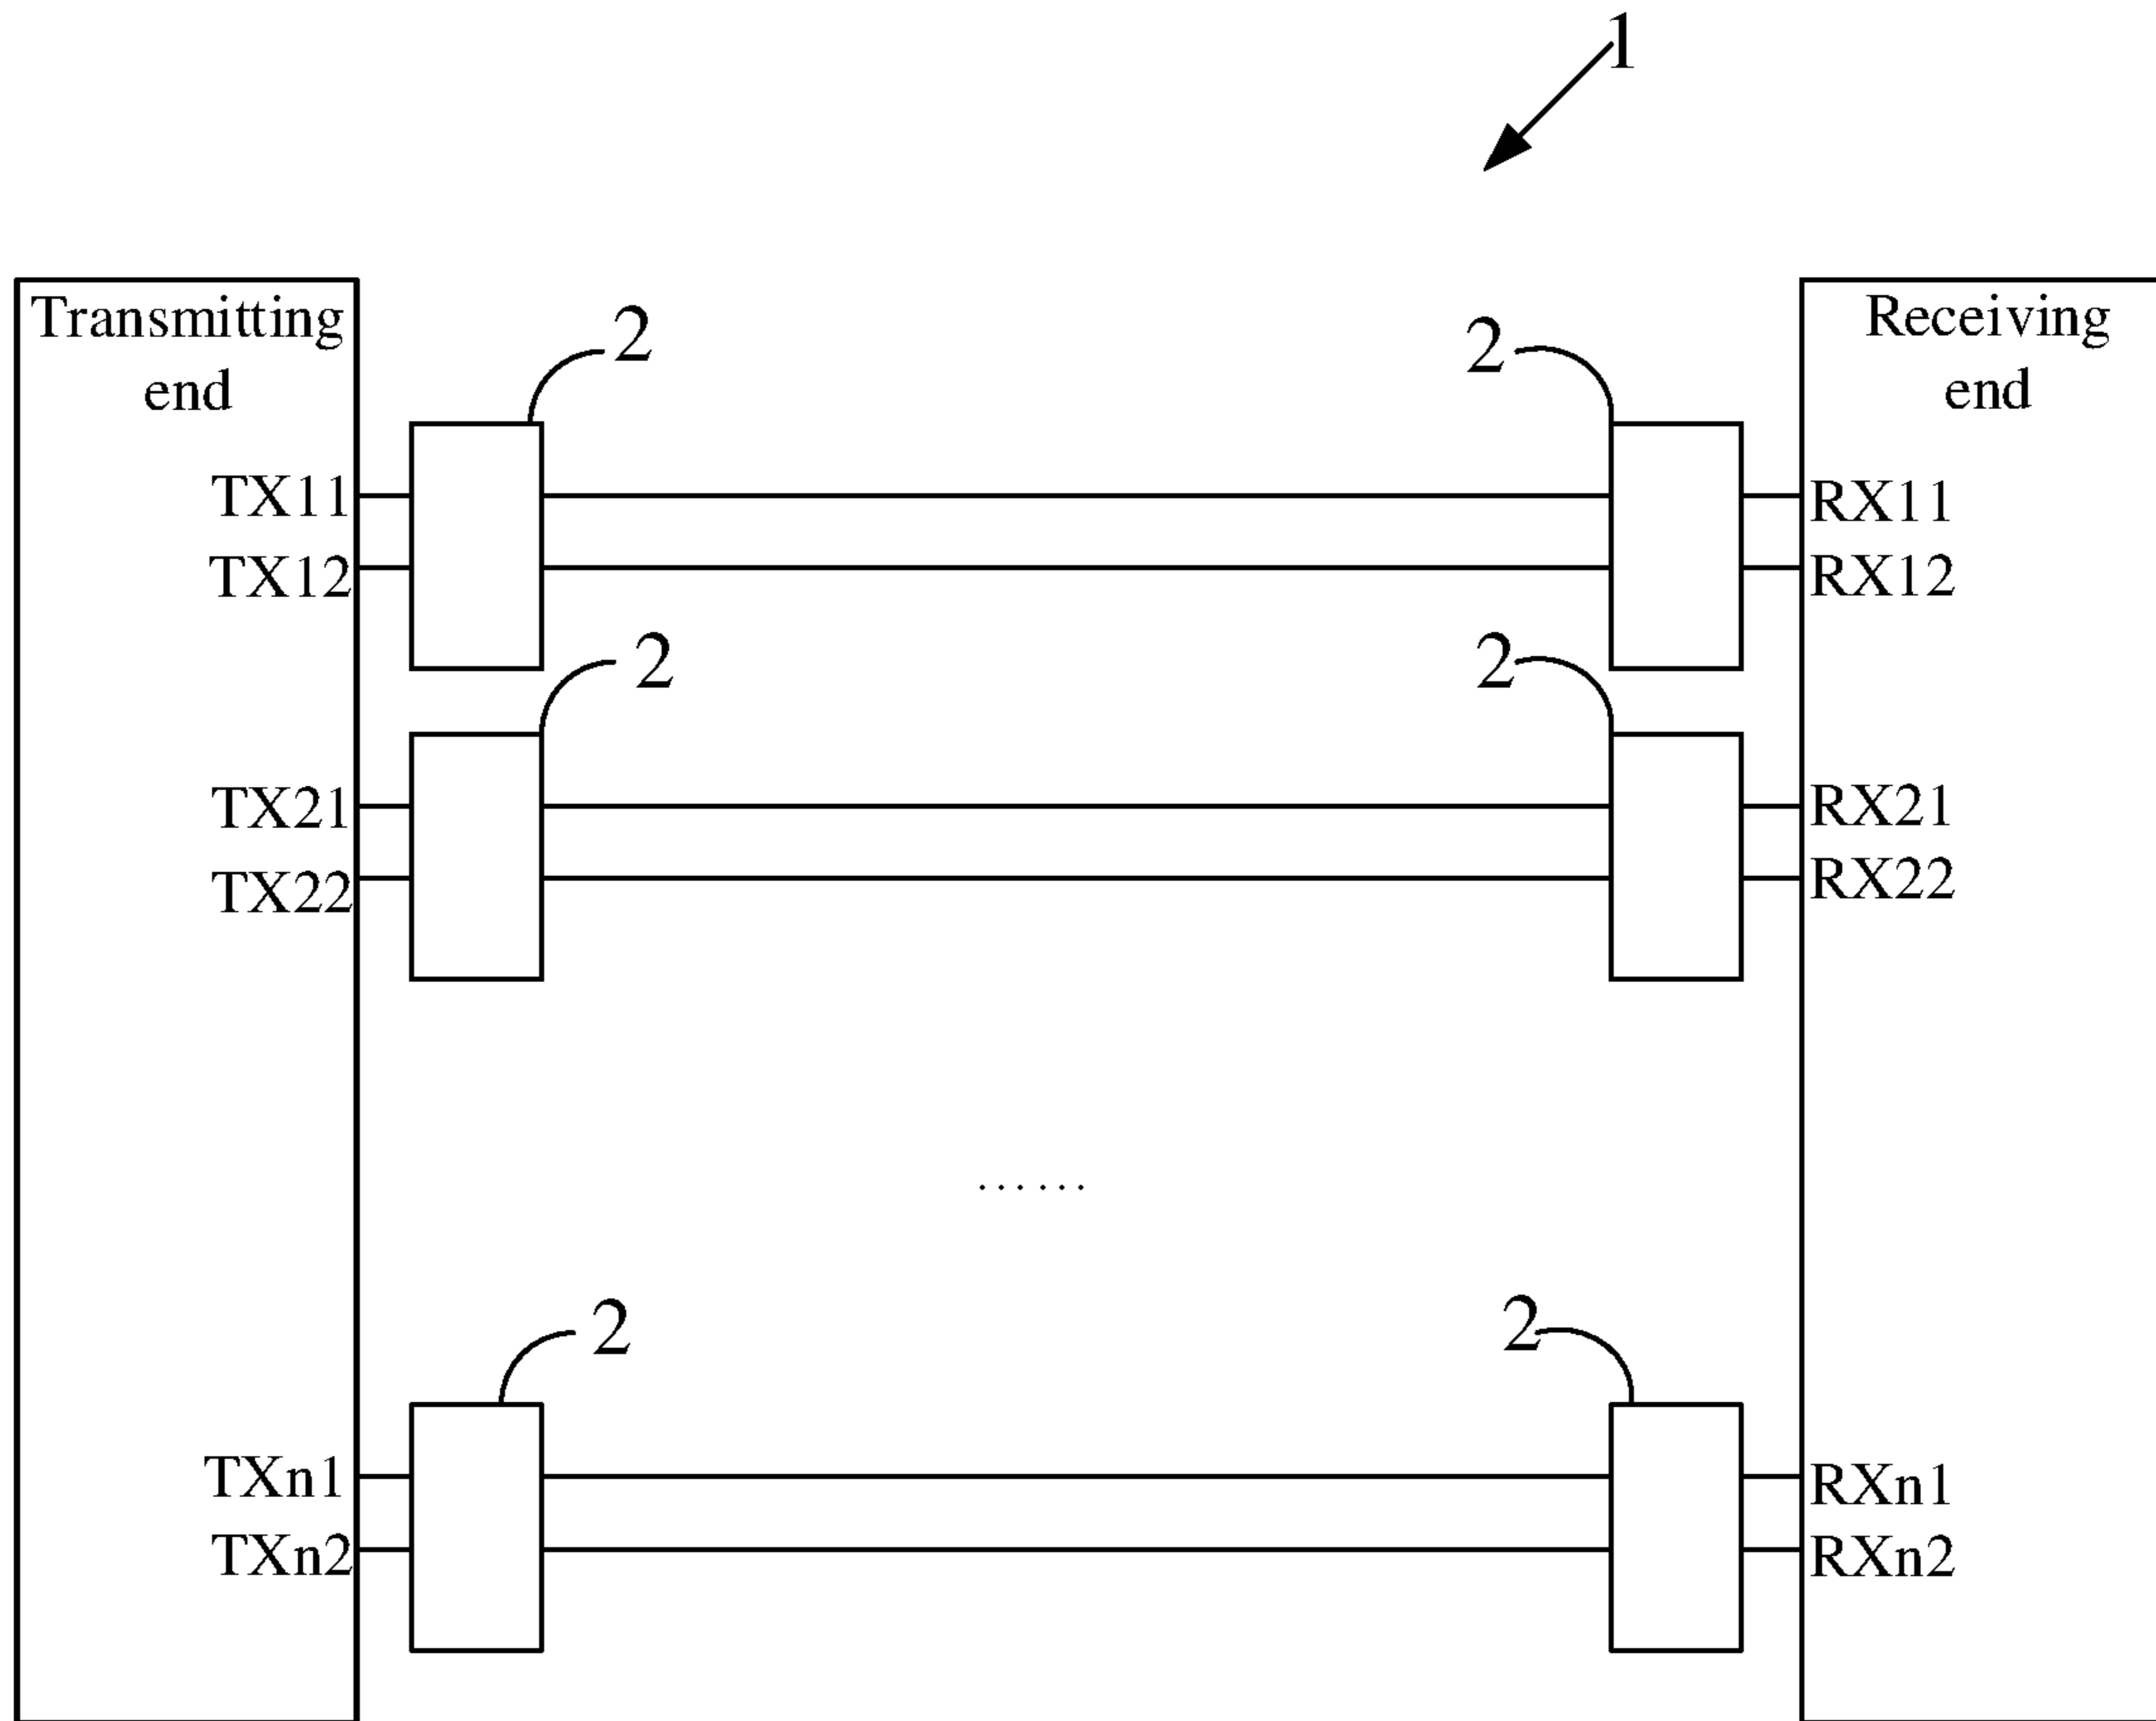 1
Transmitting
end
Receiving
end
2
2
TX11
RX11
TX12
RX12
2
2
TX21
RX21
TX22
RX22
......
2
2
TXn1
RXn1
TXn2
RXn2